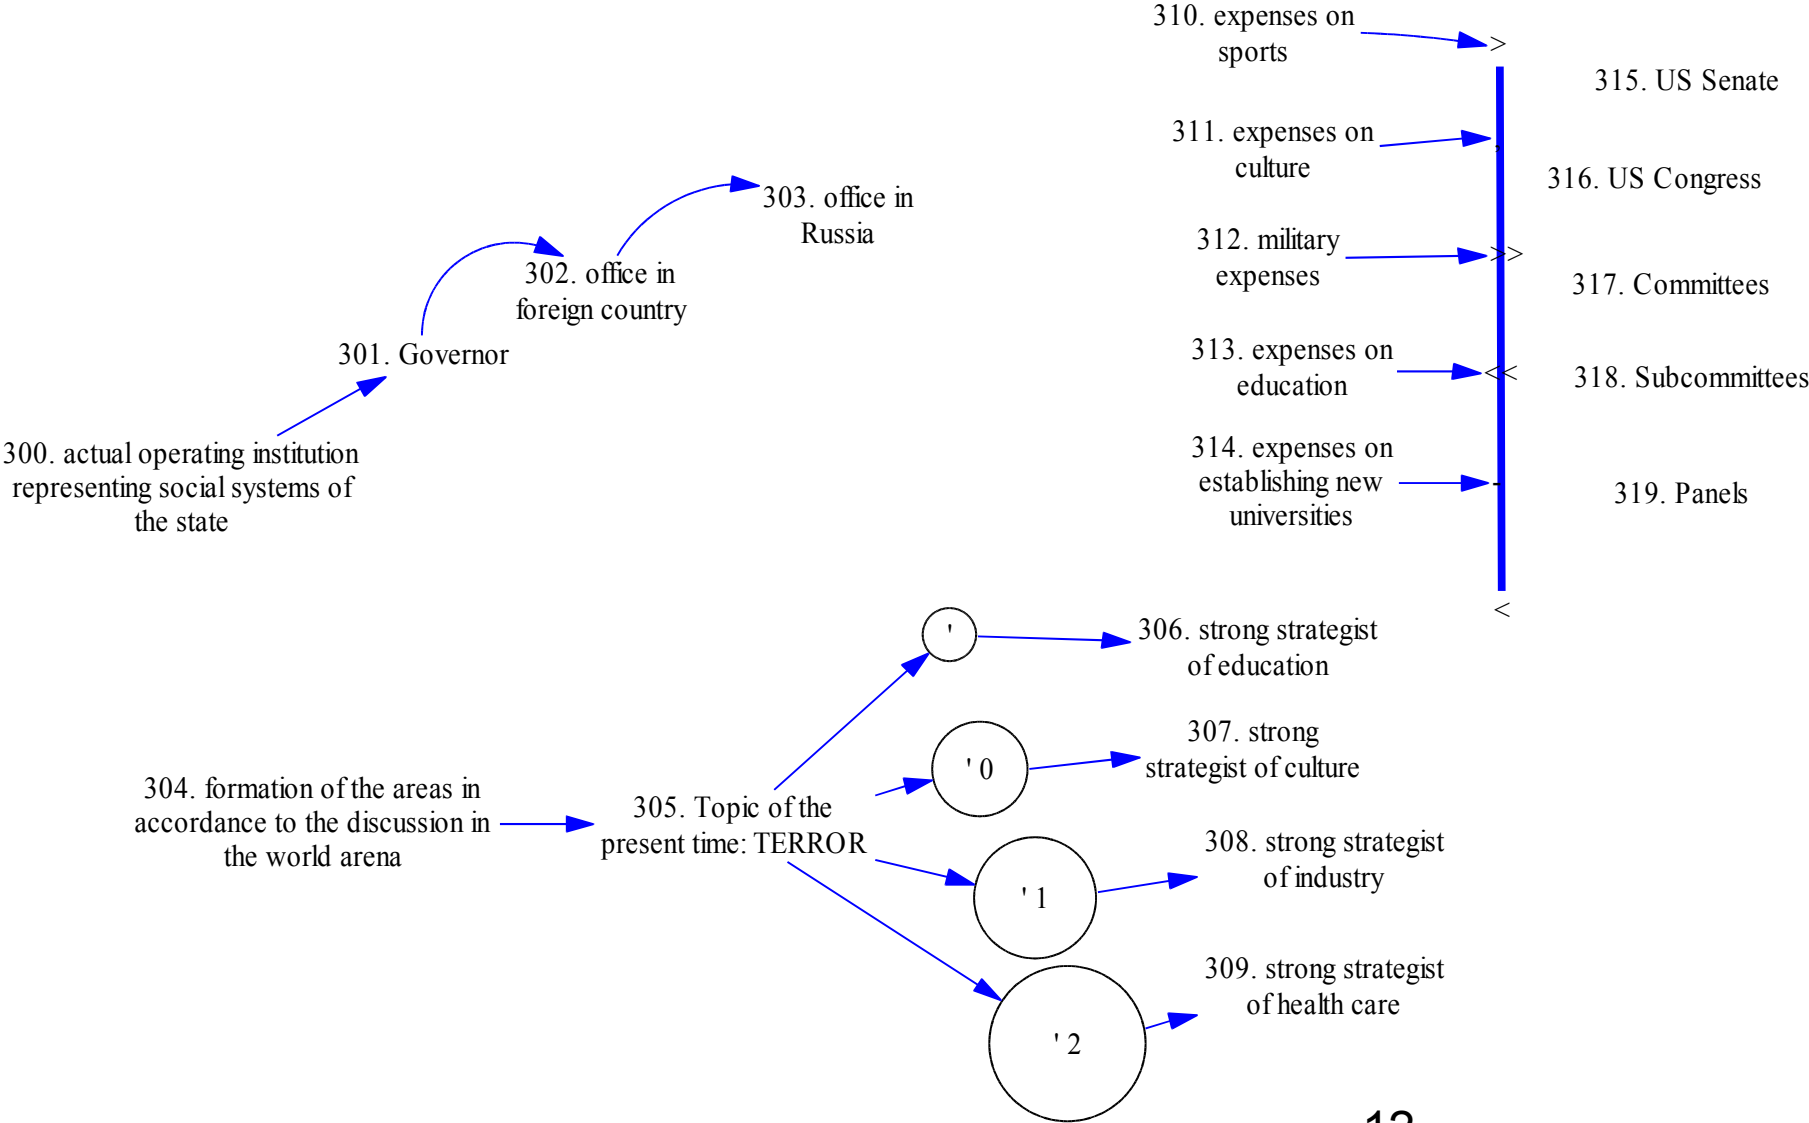 300. actual operating institution
representing social systems of
the state
301. Governor
302. office in
foreign country
303. office in
Russia
304. formation of the areas in
accordance to the discussion in
the world arena
305. Topic of the
present time: TERROR
'
' 0
' 1
' 2
306. strong strategist
of education
307. strong
strategist of culture
308. strong strategist
of industry
309. strong strategist
of health care
310. expenses on
sports
311. expenses on
culture
312. military
expenses
313. expenses on
education
314. expenses on
establishing new
universities
>
,
>>
<<
-
<
315. US Senate
316. US Congress
317. Committees
318. Subcommittees
319. Panels